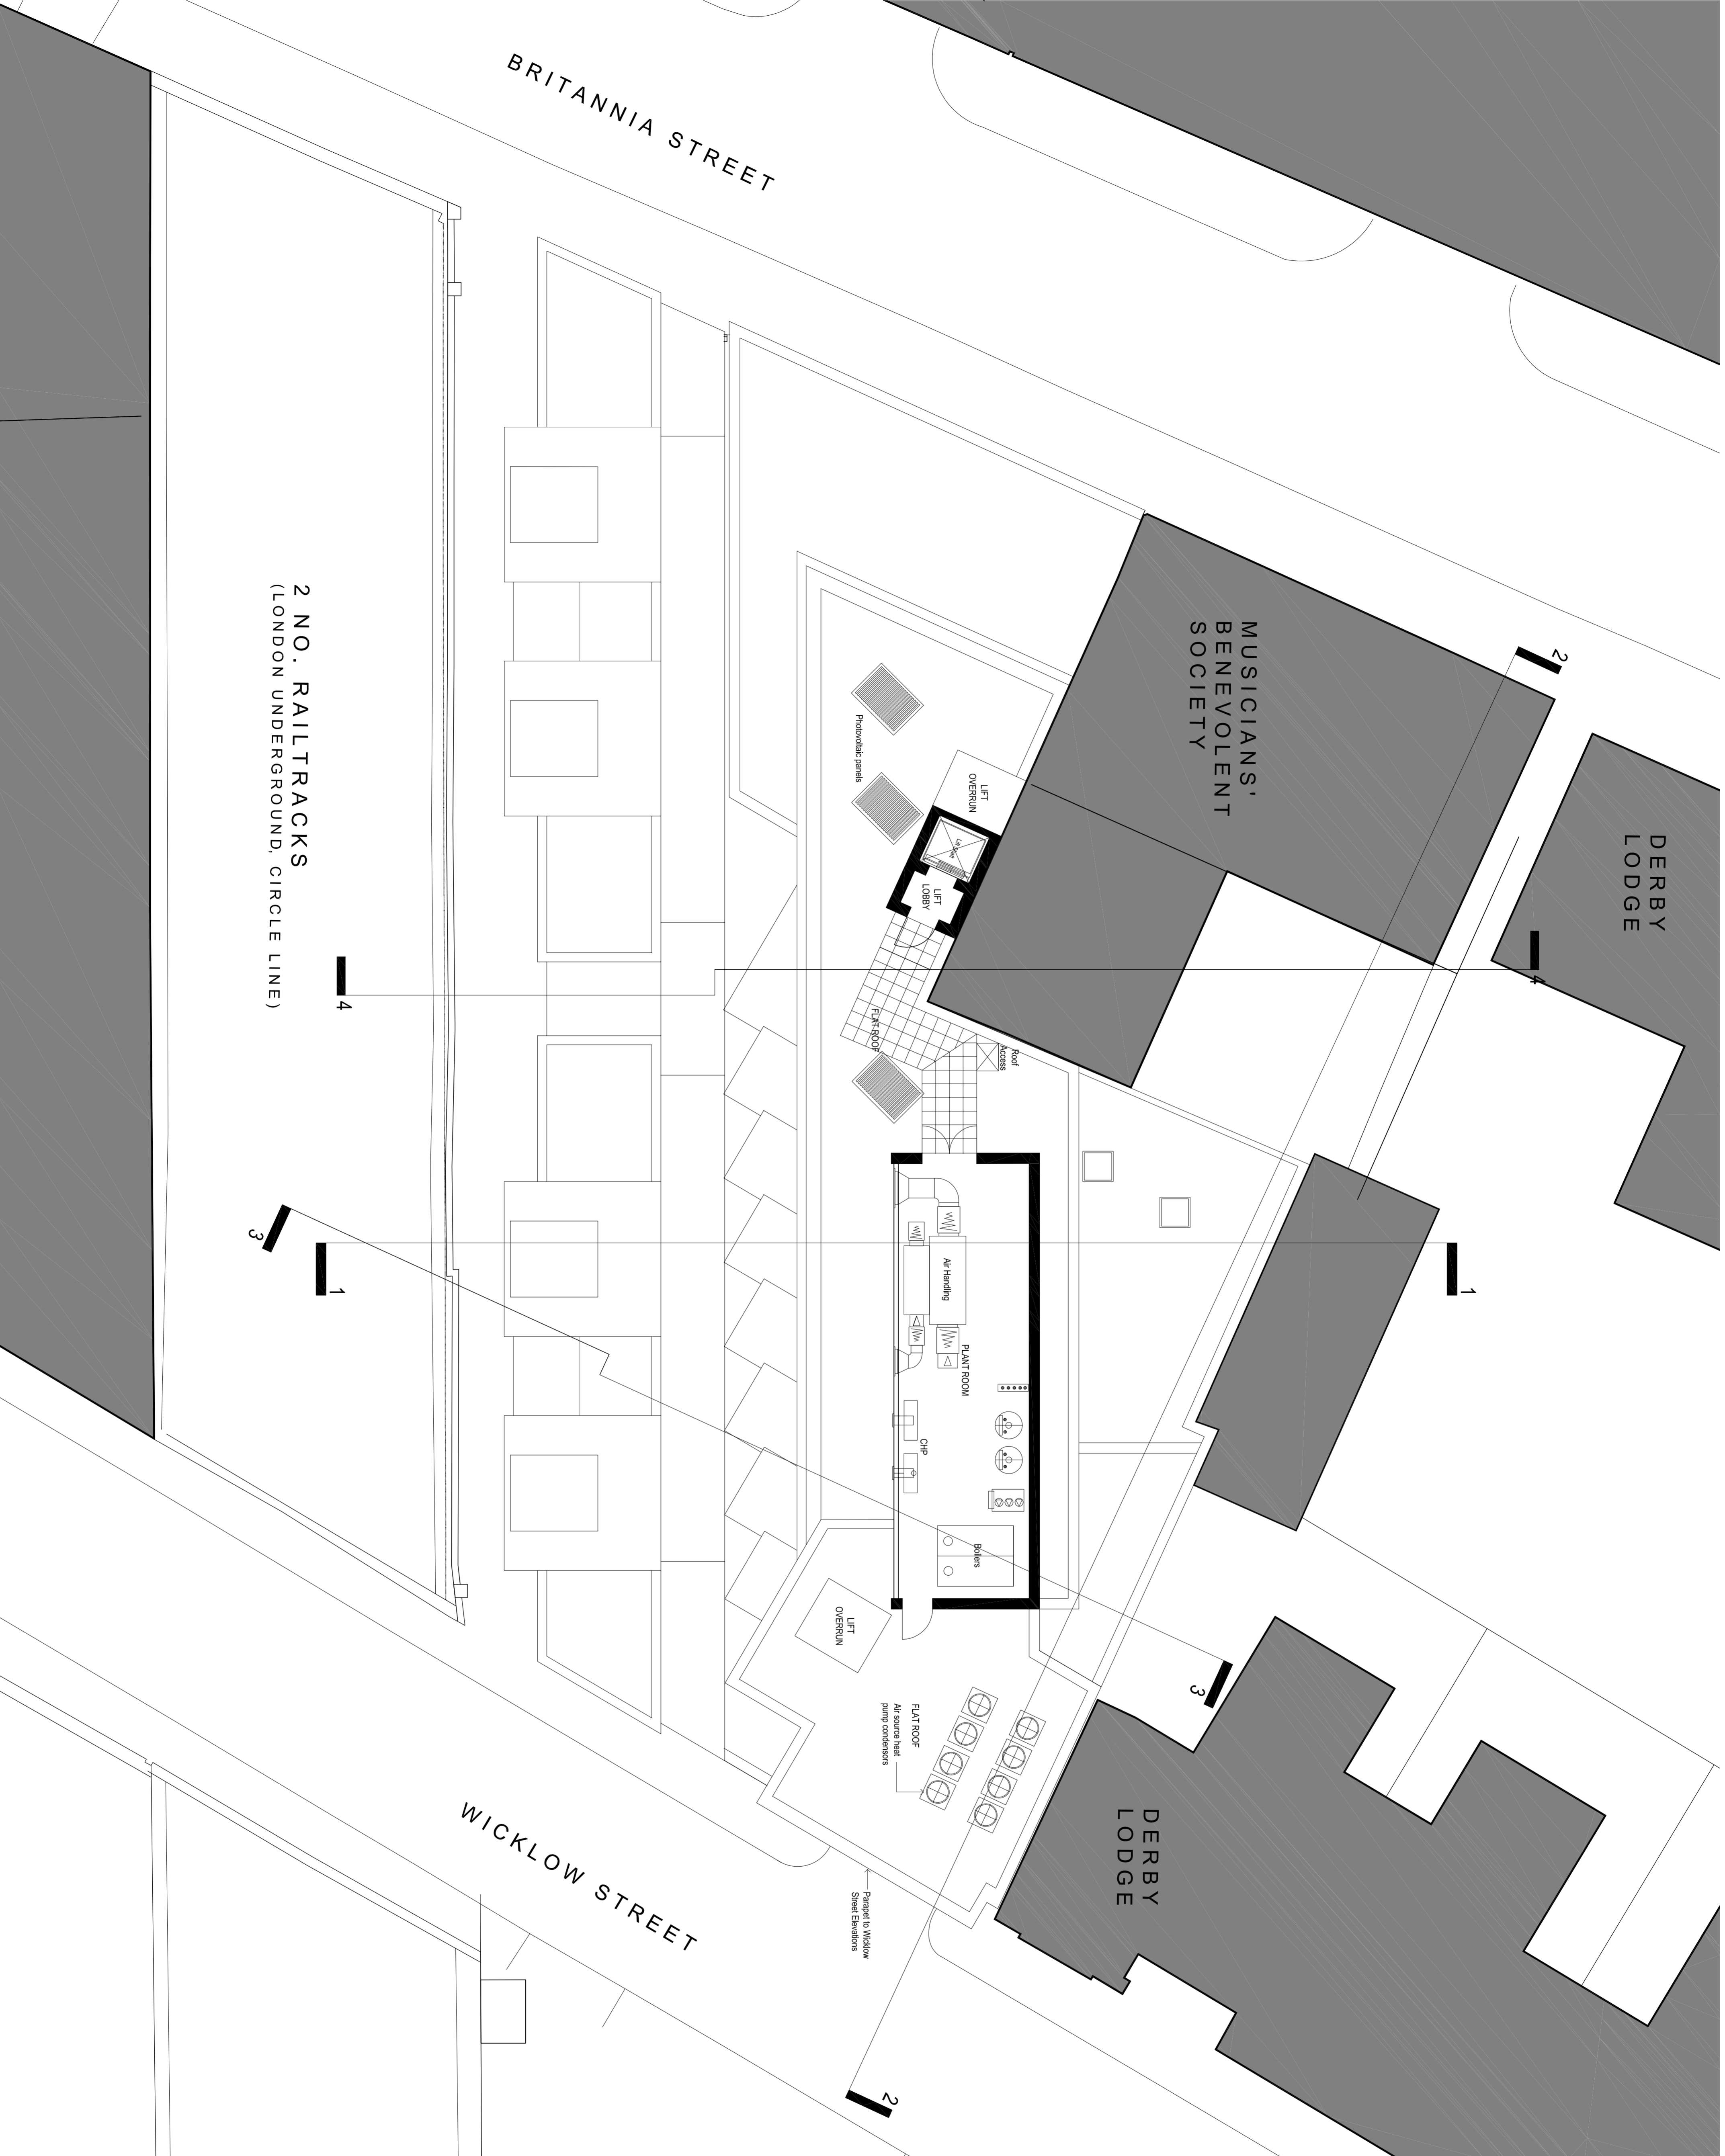 BRITANNIA STREET
2 NO. RAILTRACKS
(LONDON UNDERGROUND, CIRCLE LINE)
MUSICIANS'
BENEVOLENT
SOCIETY
DERBY
LODGE
2
4
Photovoltaic panels
LIFT
OVERRUN
LIFT
LOBBY
FLAT ROOF
Roof
Access
4
3
1
1
Air Handling
PLANT ROOM
CHP
Boilers
LIFT
OVERRUN
3
FLAT ROOF
Air source heat
pump condensors
DERBY
LODGE
Parapet to Wicklow
Street Elevations
WICKLOW STREET
2